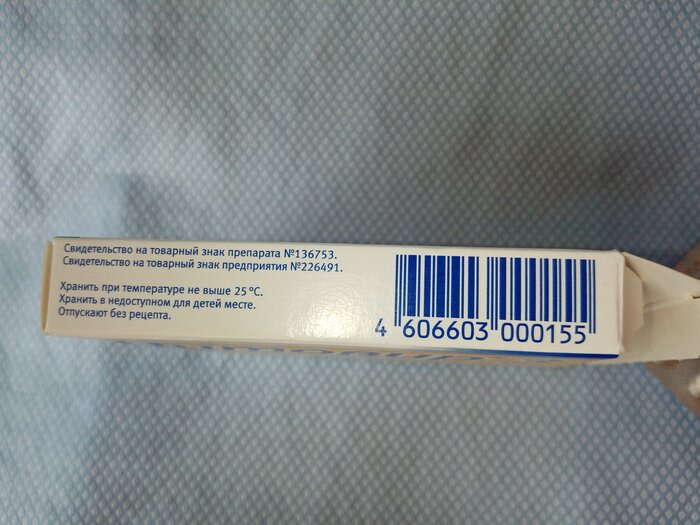 Свидетельство на товарный знак препарата №136753.
Свидетельство на товарный знак предприятия №226491.
Хранить при температуре не выше 25 °C.
Хранить в недоступном для детей месте.
Отпускают без рецепта.
4 606603 000155